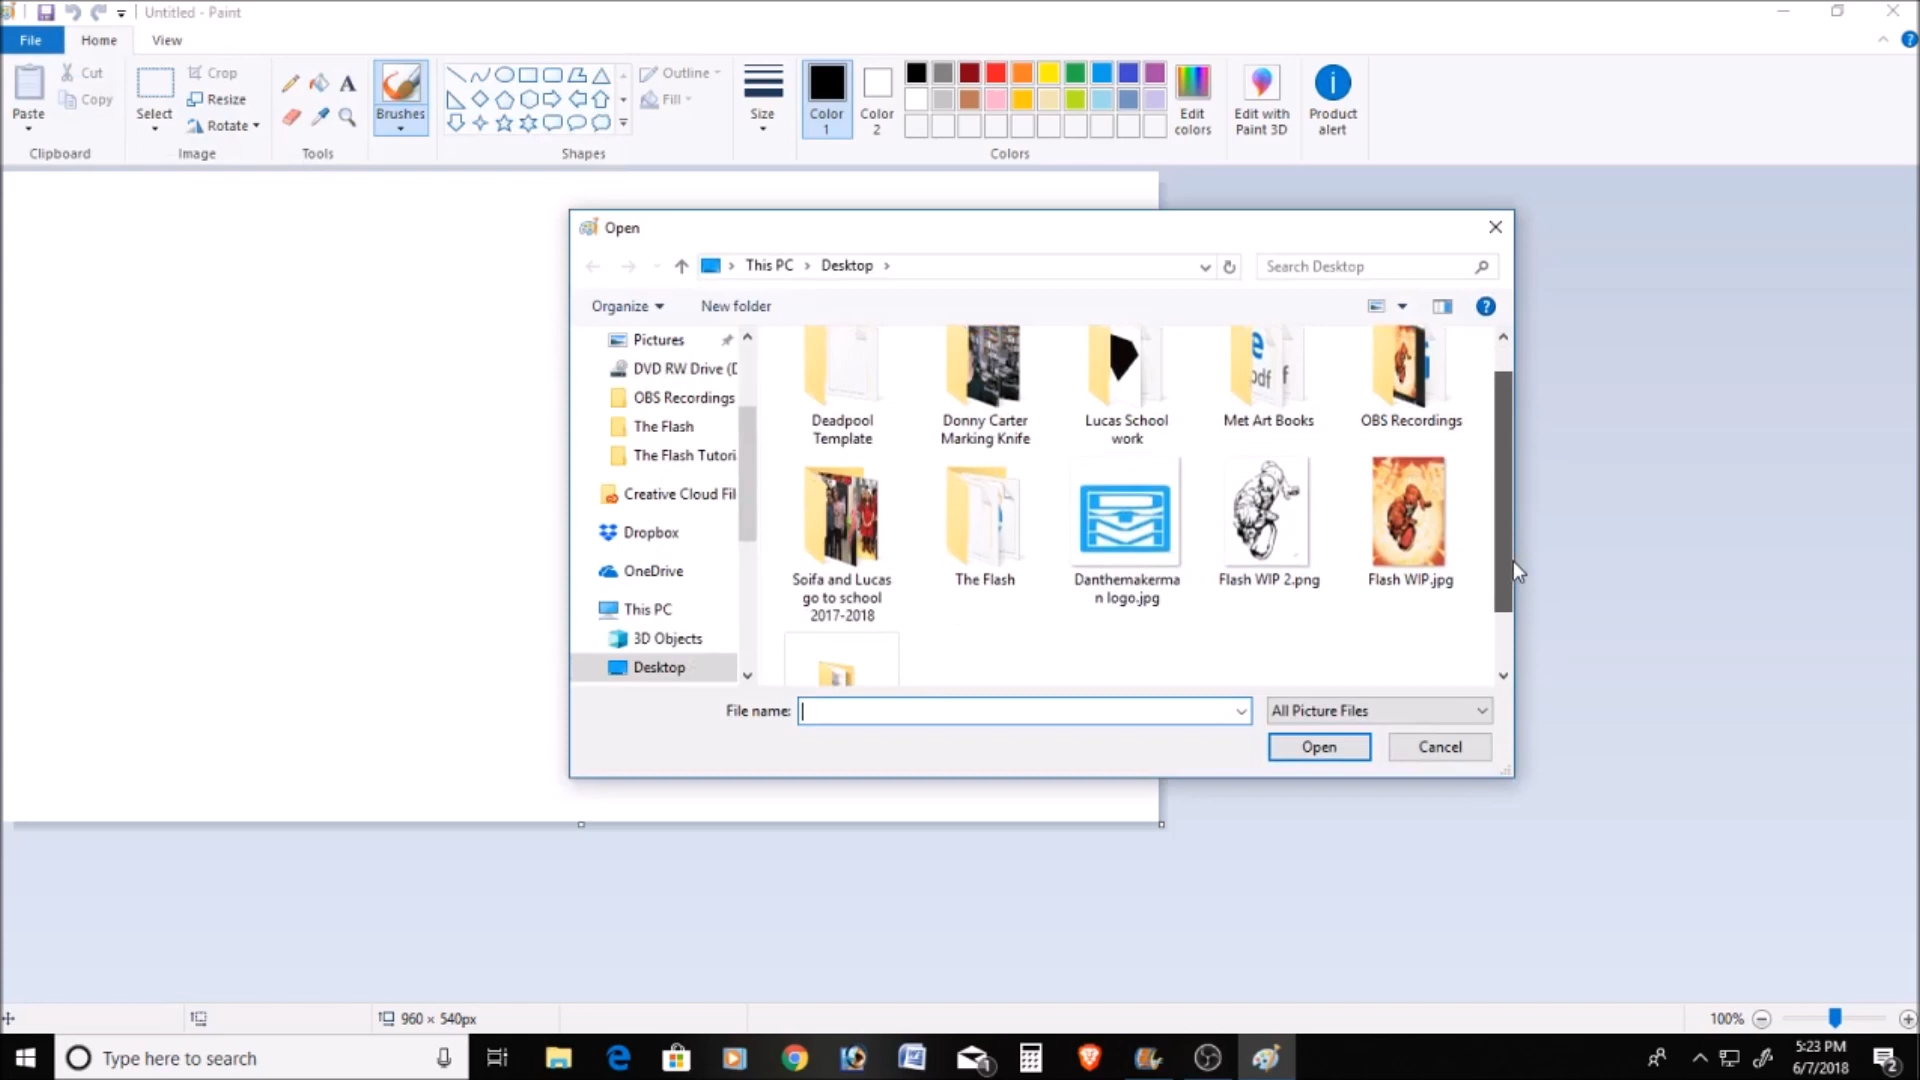 Untitled - Paint
File
Home
View
Paste
Cut
Copy
Clipboard
Select
Crop
Resize
Rotate
Image
A
Tools
Brushes
Shapes
Outline
Fill
Size
Color
1
Color
2
Colors
Edit
colors
Edit with
Paint 3D
Product
alert
Open
This PC
Desktop
Search Desktop
Organize
New folder
Pictures
DVD RW Drive (D
OBS Recordings
The Flash
The Flash Tutori
Creative Cloud Fil
Dropbox
OneDrive
This PC
3D Objects
Desktop
Deadpool
Template
Donny Carter
Marking Knife
Lucas School
work
Met Art Books
OBS Recordings
Soifa and Lucas
go to school
2017-2018
The Flash
Danthemakerma
n logo.jpg
Flash WIP 2.png
Flash WIP.jpg
File name:
All Picture Files
Open
Cancel
960 × 540px
100%
Type here to search
1
5:23 PM
6/7/2018
2